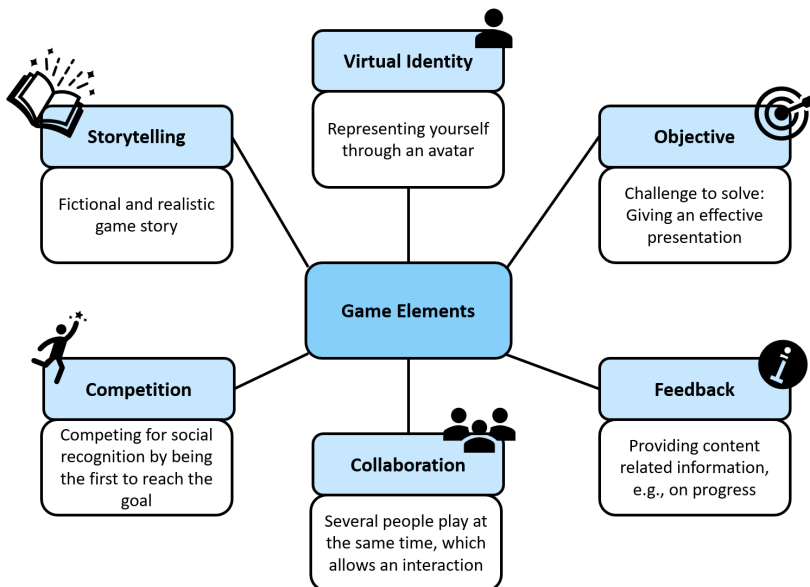 Virtual Identity
Representing yourself
through an avatar
Storytelling
Fictional and realistic
game story
Objective
Challenge to solve:
Giving an effective
presentation
Game Elements
Competition
Competing for social
recognition by being
the first to reach the
goal
Collaboration
Several people play at
the same time, which
allows an interaction
Feedback
Providing content
related information,
e.g., on progress